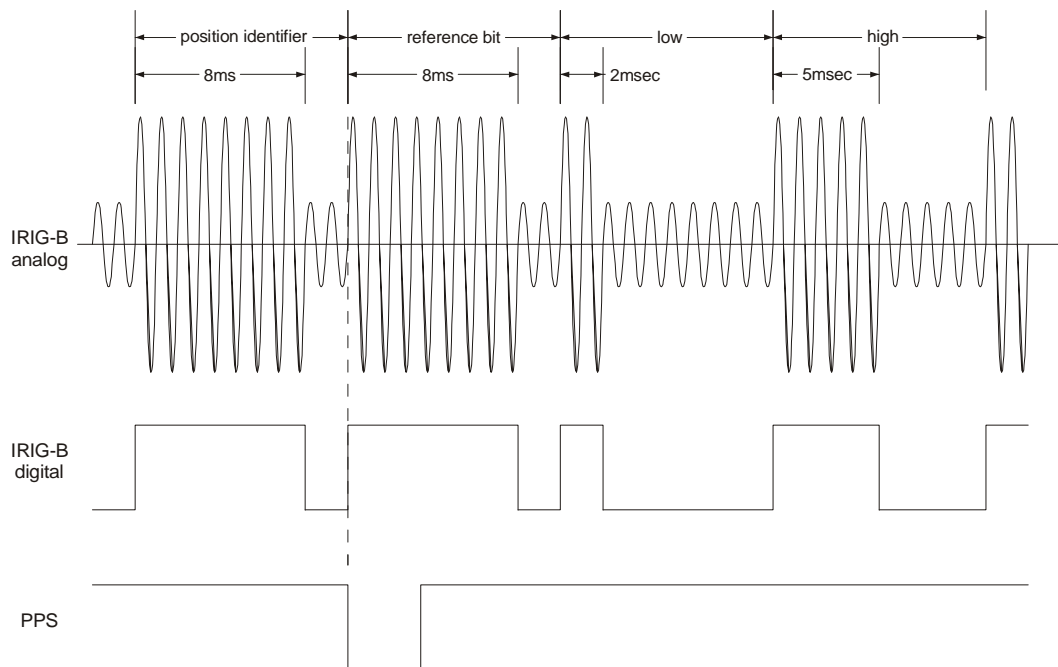 position identifier
reference bit
low
high
8ms
8ms
2msec
5msec
IRIG-B
analog
IRIG-B
digital
PPS